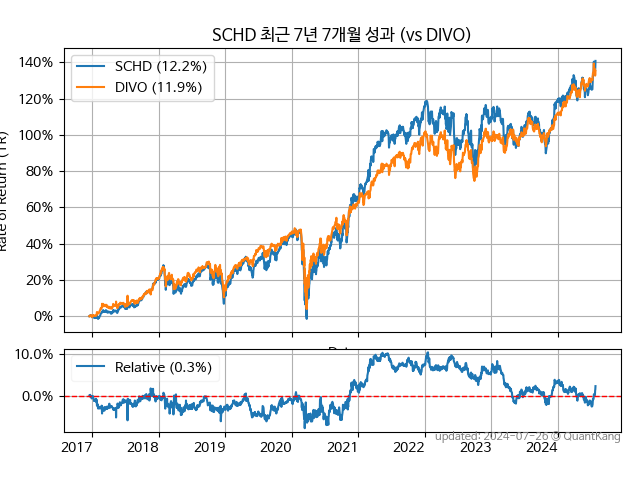 SCHD 최근 7년 7개월 성과 (vs DIVO)
SCHD (12.2%)
DIVO (11.9%)
140%
120%
100%
80%
60%
40%
20%
0%
Rate of Return (TR)
10.0%
0.0%
Relative (0.3%)
2017 2018 2019 2020 2021 2022 2023 2024
updated: 2024-07-26 © QuantKang